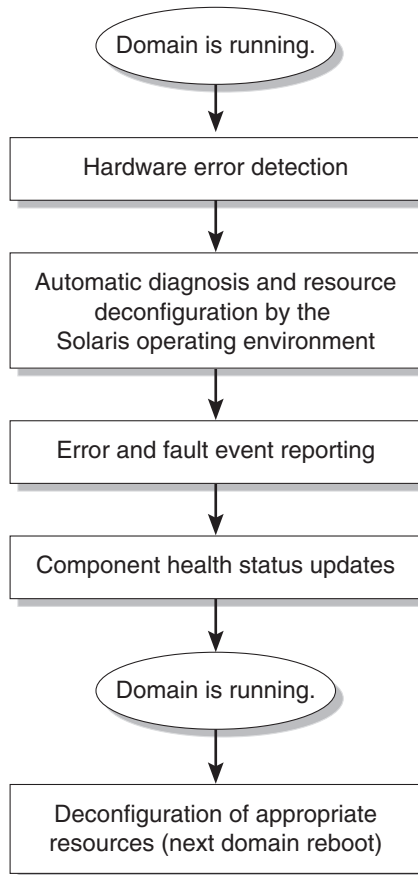 Domain is running.
Hardware error detection
Automatic diagnosis and resource
deconfiguration by the
Solaris operating environment
Error and fault event reporting
Component health status updates
Domain is running.
Deconfiguration of appropriate
resources (next domain reboot)